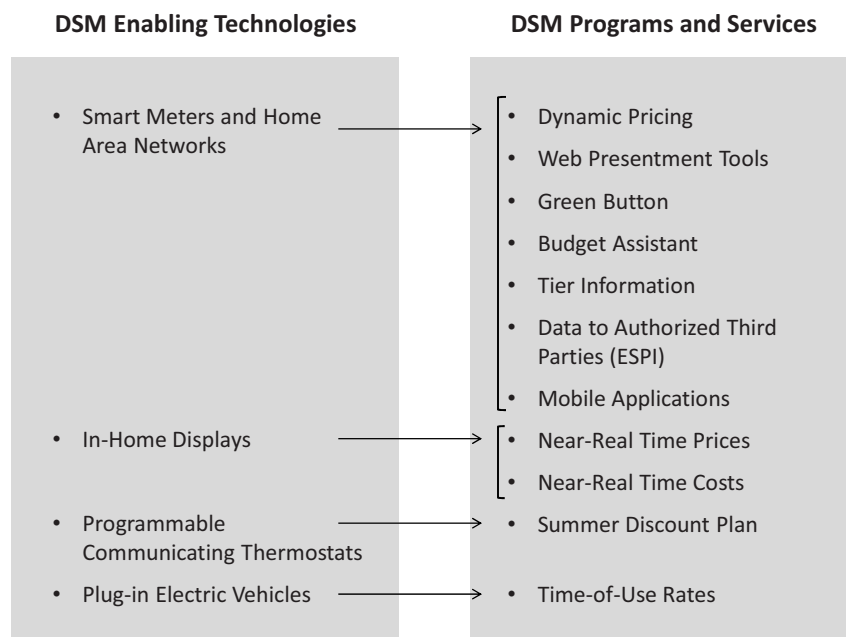 DSM Enabling Technologies
DSM Programs and Services
• Smart Meters and Home
Area Networks
• Dynamic Pricing
• Web Presentment Tools
• Green Button
• Budget Assistant
• Tier Information
• Data to Authorized Third
Parties (ESPI)
• Mobile Applications
• In-Home Displays
• Near-Real Time Prices
• Near-Real Time Costs
• Programmable
Communicating Thermostats
• Summer Discount Plan
• Plug-in Electric Vehicles
• Time-of-Use Rates